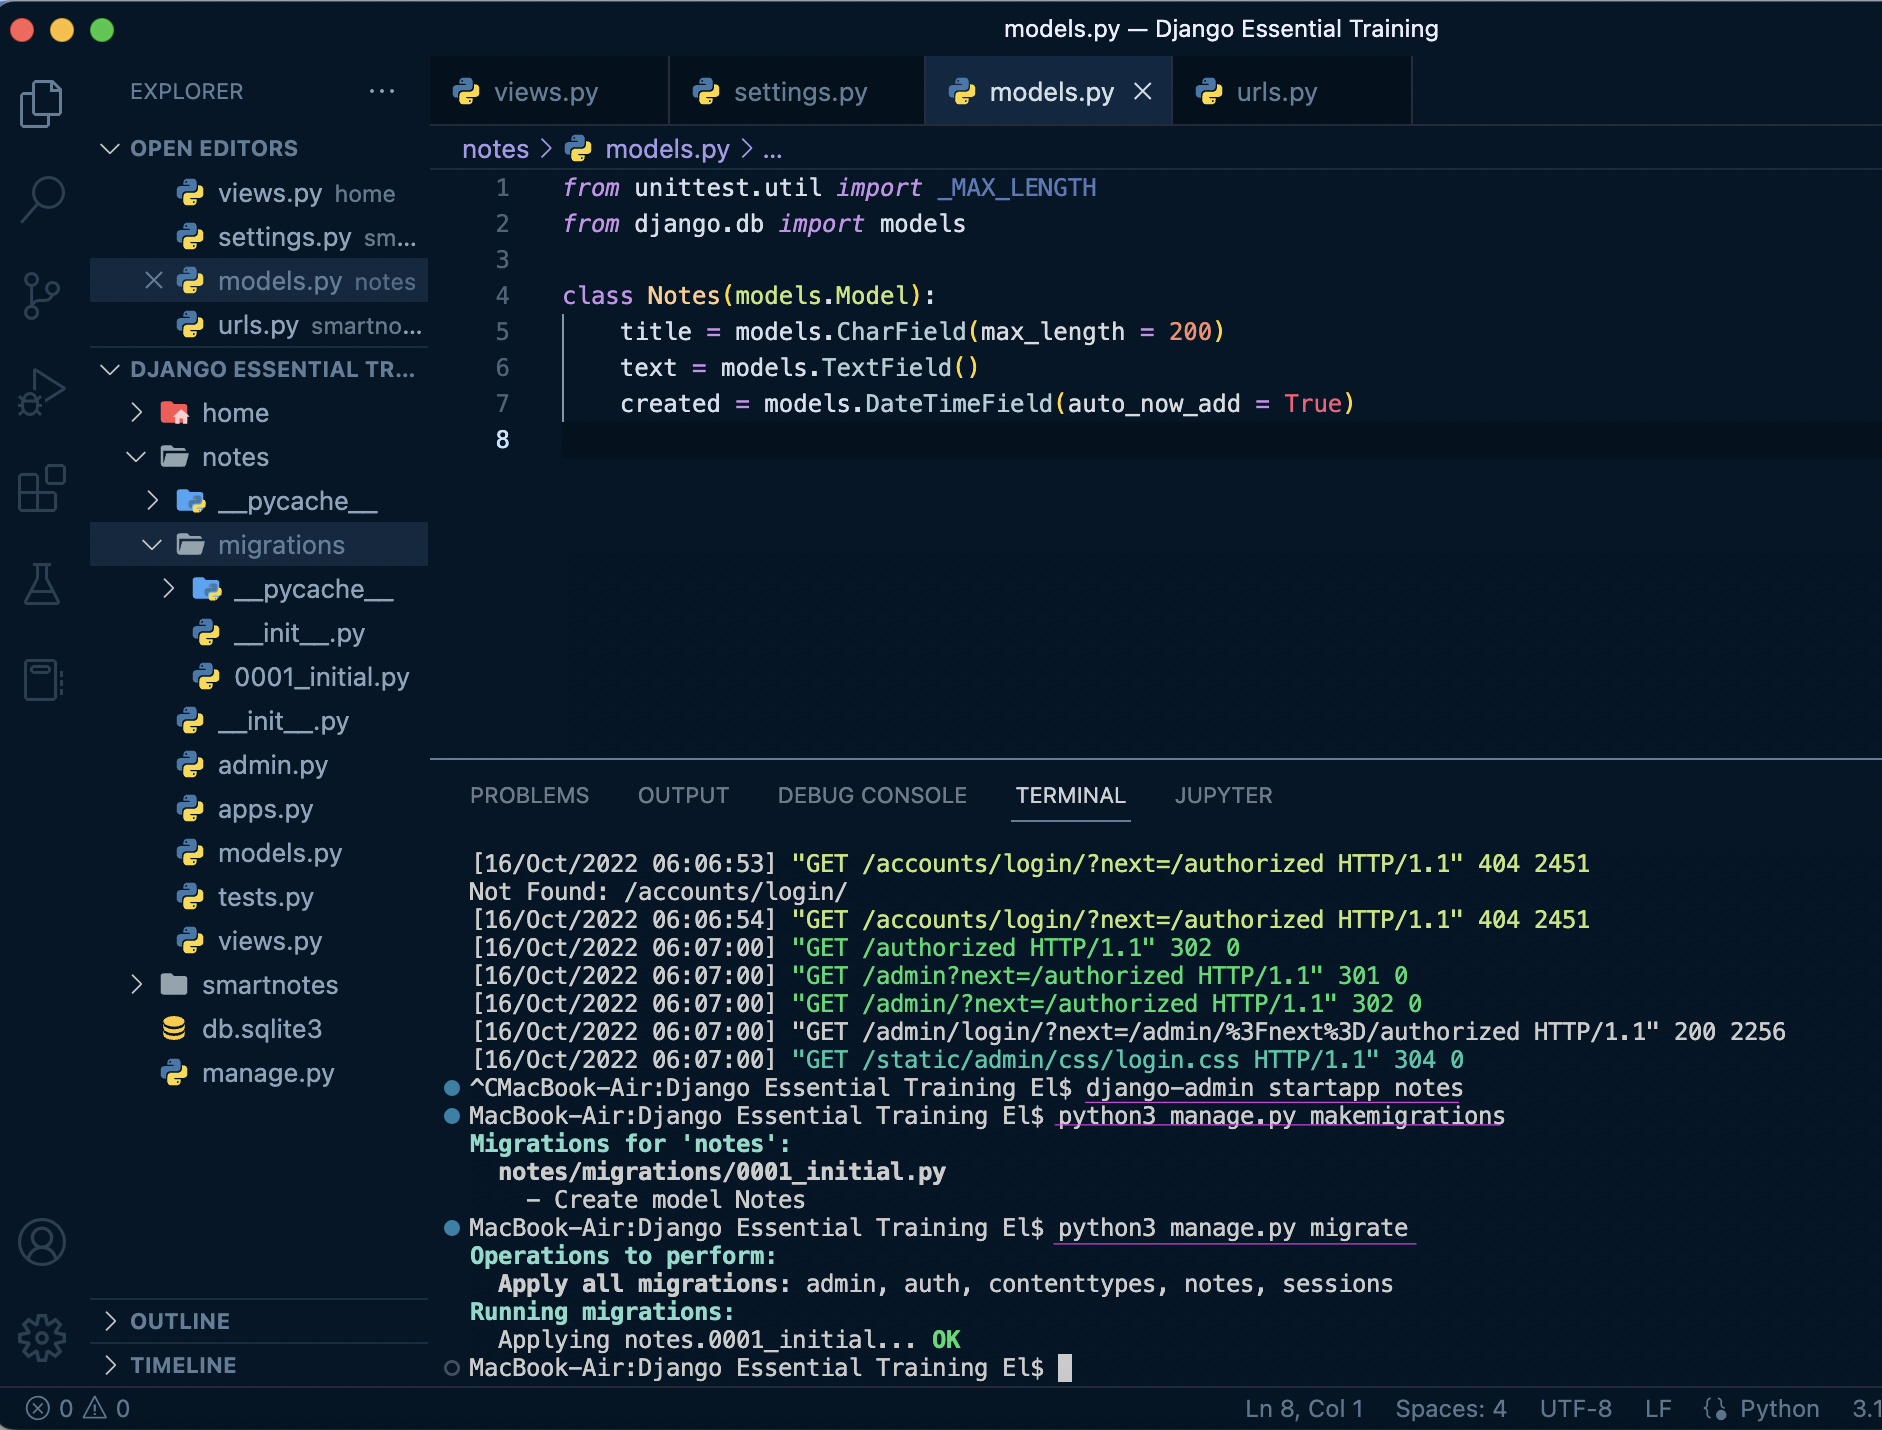 models.py — Django Essential Training
EXPLORER
...
views.py
settings.py
models.py
urls.py
OPEN EDITORS
views.py home
settings.py sm...
models.py notes
urls.py smartno...
DJANGO ESSENTIAL TR...
home
notes
__pycache__
migrations
__pycache__
__init__.py
0001_initial.py
__init__.py
admin.py
apps.py
models.py
tests.py
views.py
smartnotes
db.sqlite3
manage.py
OUTLINE
TIMELINE
notes > models.py > ...
1 from unittest.util import _MAX_LENGTH
2 from django.db import models
3
4 class Notes(models.Model):
5 title = models.CharField(max_length = 200)
6 text = models.TextField()
7 created = models.DateTimeField(auto_now_add = True)
8
PROBLEMS OUTPUT DEBUG CONSOLE TERMINAL JUPYTER
[16/Oct/2022 06:06:53] "GET /accounts/login/?next=/authorized HTTP/1.1" 404 2451
Not Found: /accounts/login/
[16/Oct/2022 06:06:54] "GET /accounts/login/?next=/authorized HTTP/1.1" 404 2451
[16/Oct/2022 06:07:00] "GET /authorized HTTP/1.1" 302 0
[16/Oct/2022 06:07:00] "GET /admin?next=/authorized HTTP/1.1" 301 0
[16/Oct/2022 06:07:00] "GET /admin/?next=/authorized HTTP/1.1" 302 0
[16/Oct/2022 06:07:00] "GET /admin/login/?next=/admin/%3Fnext%3D/authorized HTTP/1.1" 200 2256
[16/Oct/2022 06:07:00] "GET /static/admin/css/login.css HTTP/1.1" 304 0
^CMacBook-Air:Django Essential Training El$ django-admin startapp notes
MacBook-Air:Django Essential Training El$ python3 manage.py makemigrations
Migrations for 'notes':
notes/migrations/0001_initial.py
- Create model Notes
MacBook-Air:Django Essential Training El$ python3 manage.py migrate
Operations to perform:
Apply all migrations: admin, auth, contenttypes, notes, sessions
Running migrations:
Applying notes.0001_initial... OK
MacBook-Air:Django Essential Training El$
0 0
Ln 8, Col 1 Spaces: 4 UTF-8 LF Python 3.1